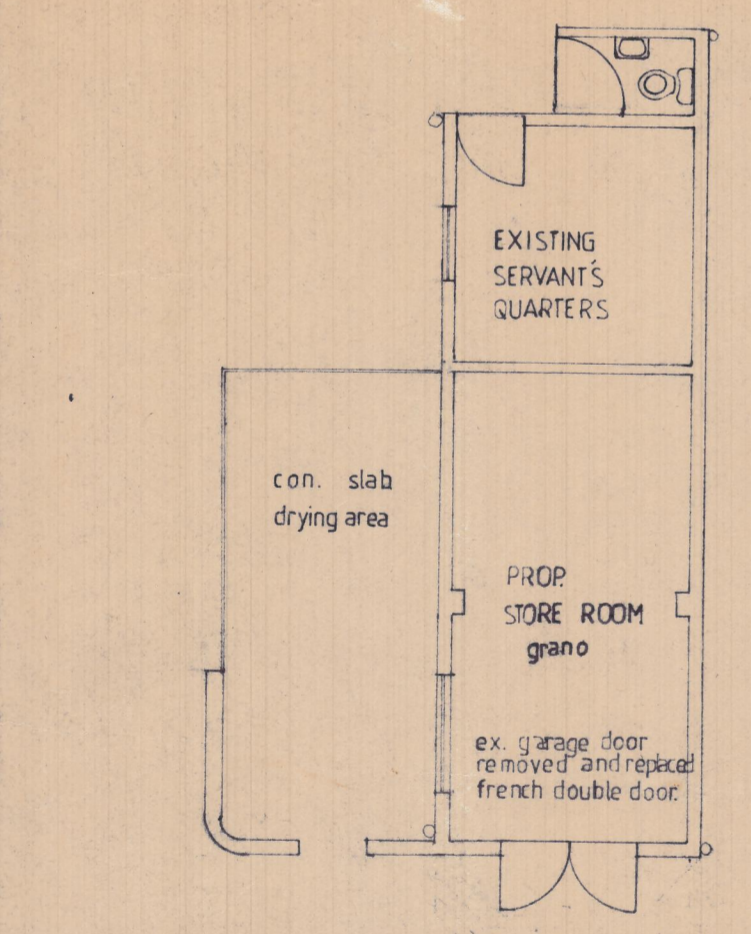 EXISTING
SERVANT'S
QUARTERS
con. slab
drying area
PROP.
STORE ROOM
grano
ex. garage door
removed and replaced
french double door.